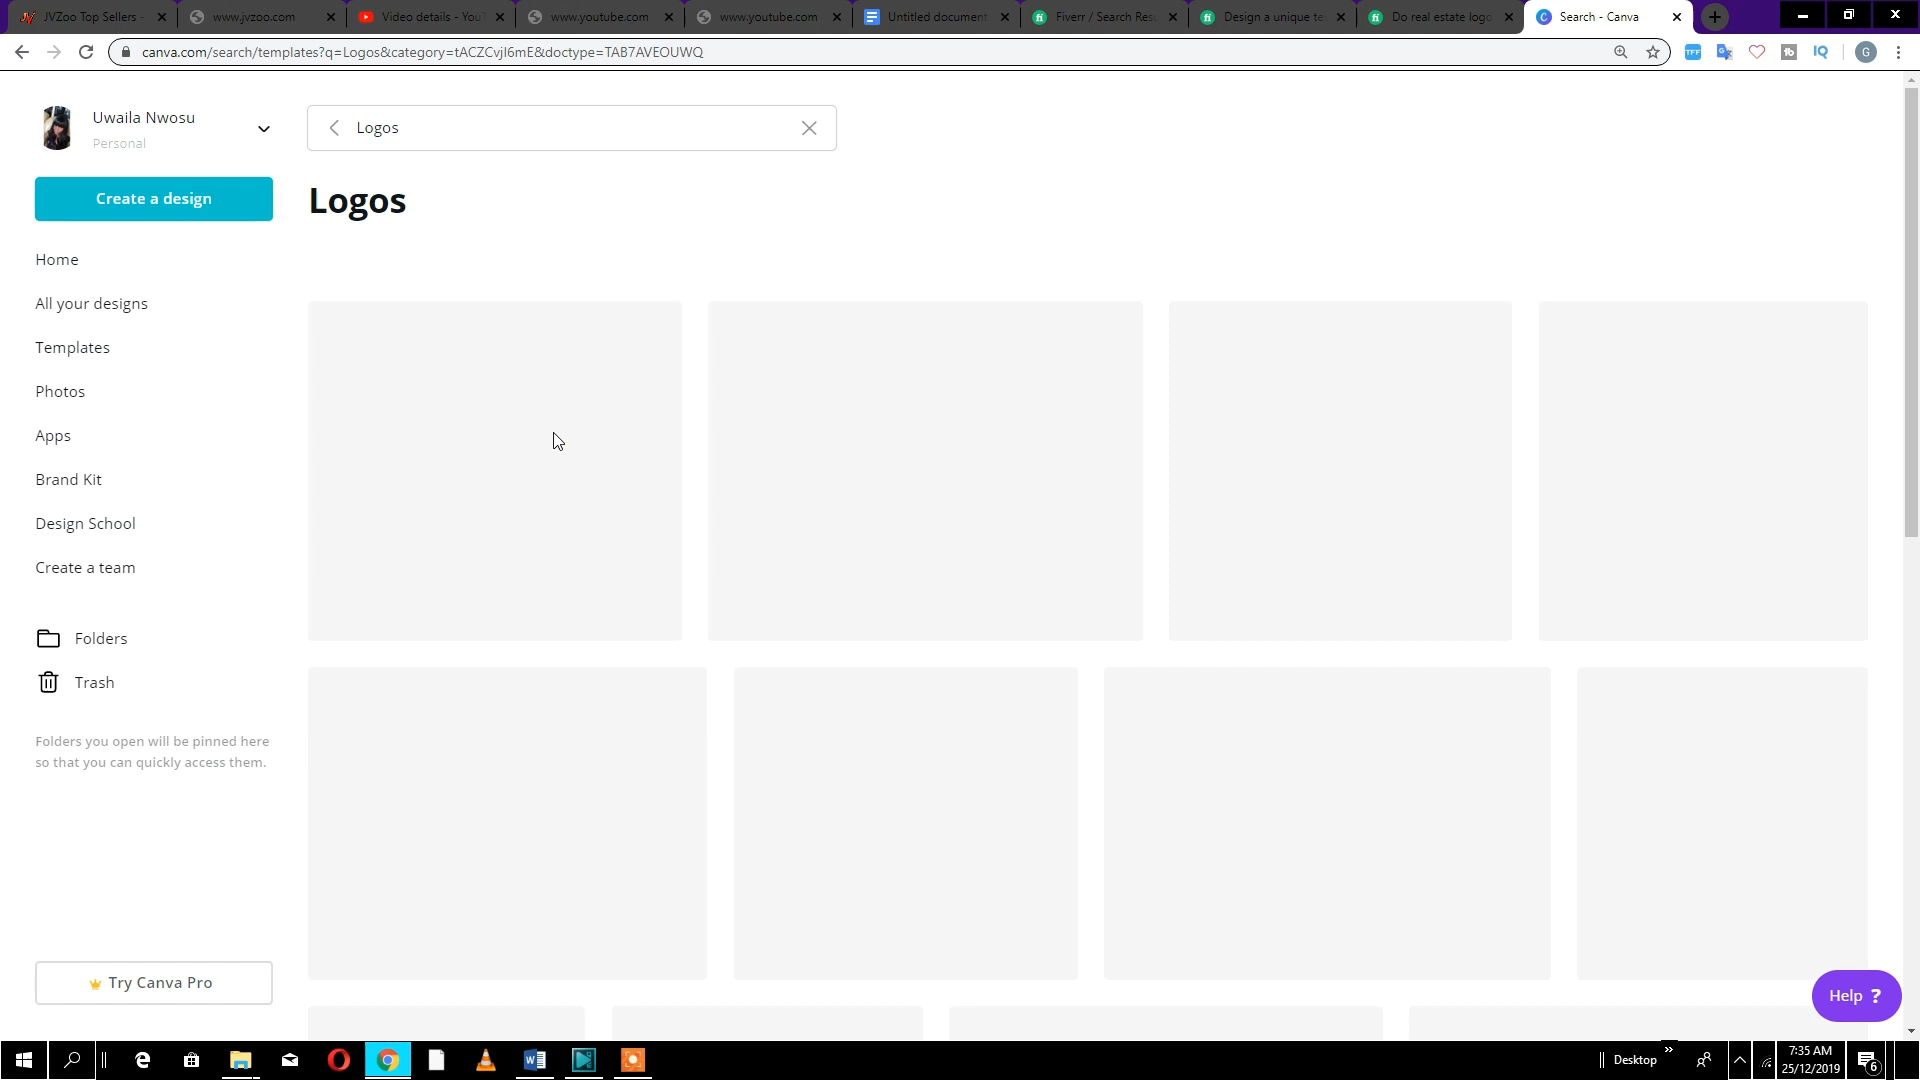 JVZoo Top Sellers -
www.jvzoo.com
Video details - YouT
www.youtube.com
www.youtube.com
Untitled document
Fiverr / Search Resu
Design a unique te
Do real estate logo
Search - Canva
canva.com/search/templates?q=Logos&category=tACZCvjI6mE&doctype=TAB7AVEOUWQ
TFF
IQ
G
Uwaila Nwosu
Personal
Logos
Create a design
Logos
Home
All your designs
Templates
Photos
Apps
Brand Kit
Design School
Create a team
Folders
Trash
Folders you open will be pinned here
so that you can quickly access them.
Try Canva Pro
Help ?
Desktop
7:35 AM
25/12/2019
6